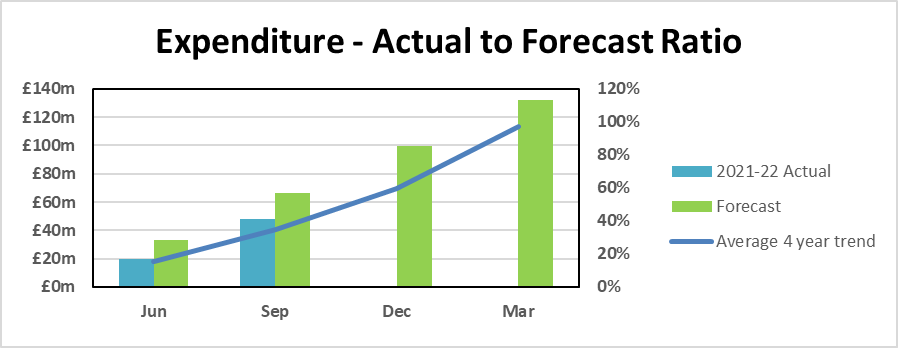 Expenditure - Actual to Forecast Ratio
£140m
£120m
£100m
£80m
£60m
£40m
£20m
£0m
120%
100%
80%
60%
40%
20%
0%
Jun Sep Dec Mar
2021-22 Actual
Forecast
Average 4 year trend